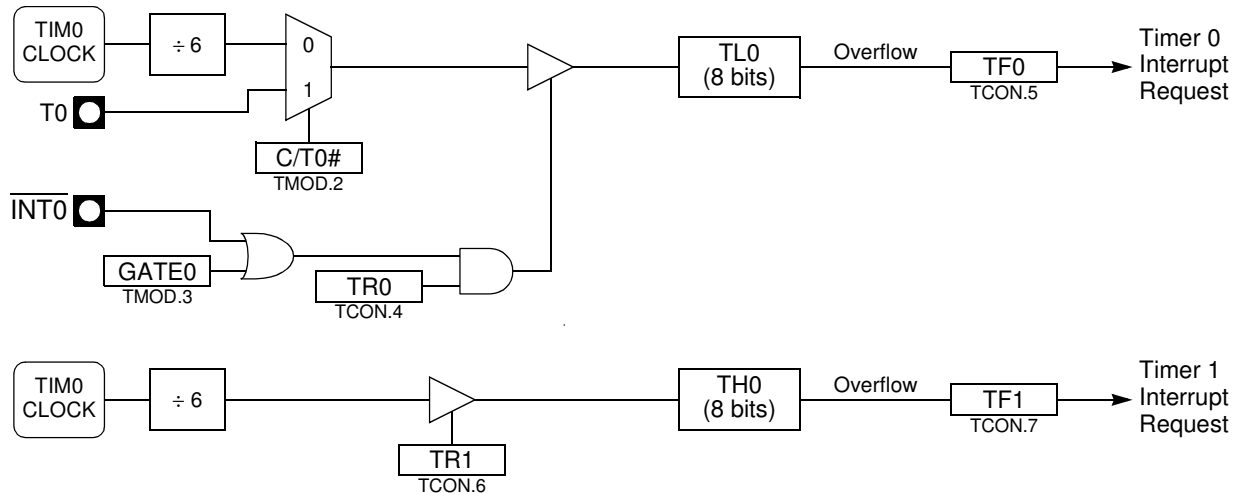 TIM0
CLOCK
÷ 6
0
1
T0
C/T0#
TMOD.2
TL0
(8 bits)
Overflow
TF0
TCON.5
Timer 0
Interrupt
Request
INT0
GATE0
TMOD.3
TR0
TCON.4
TIM0
CLOCK
÷ 6
TR1
TCON.6
TH0
(8 bits)
Overflow
TF1
TCON.7
Timer 1
Interrupt
Request